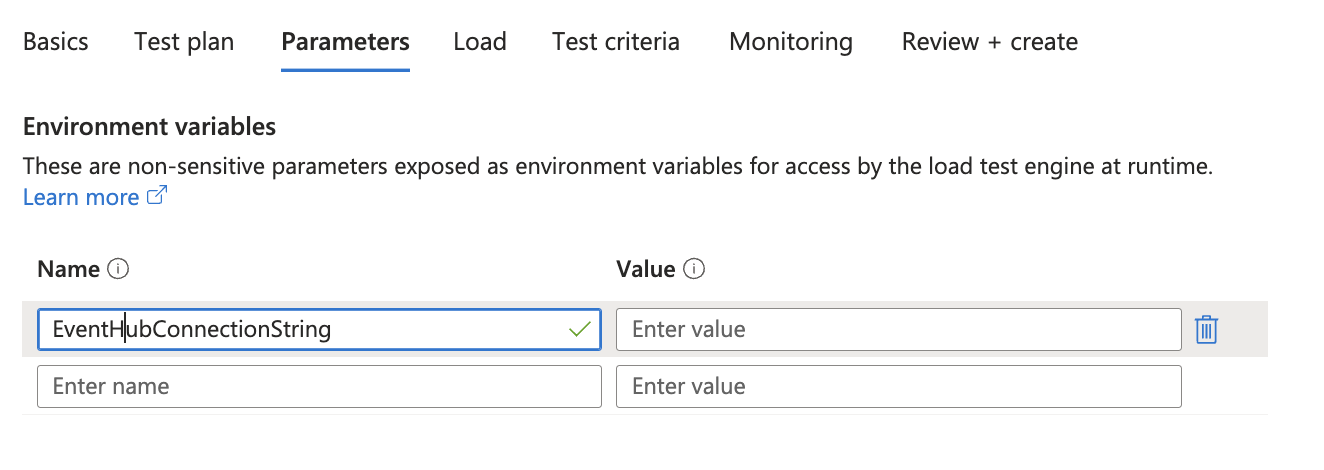 Basics Test plan Parameters Load Test criteria Monitoring Review + create
Environment variables
These are non-sensitive parameters exposed as environment variables for access by the load test engine at runtime.
Learn more
Name Value
EventHubConnectionString Enter value
Enter name Enter value